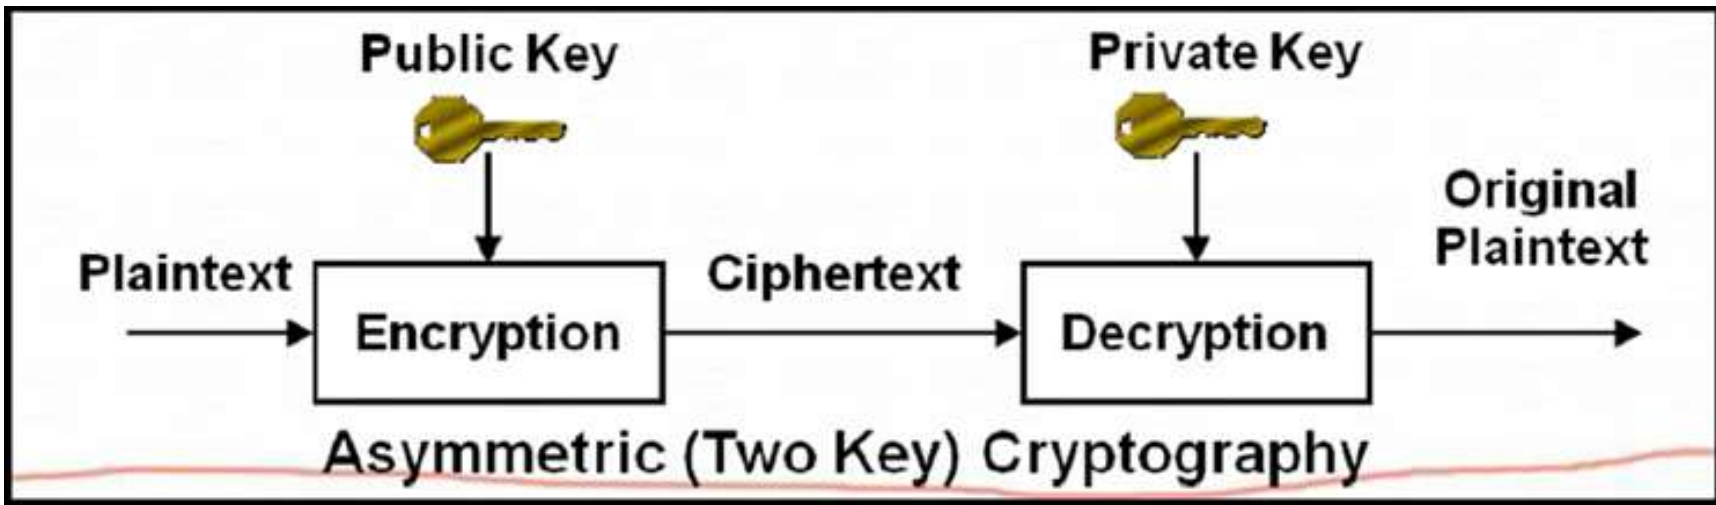 Public Key
Private Key
Original
Plaintext
Plaintext
Ciphertext
Encryption
Decryption
Asymmetric (Two Key) Cryptography